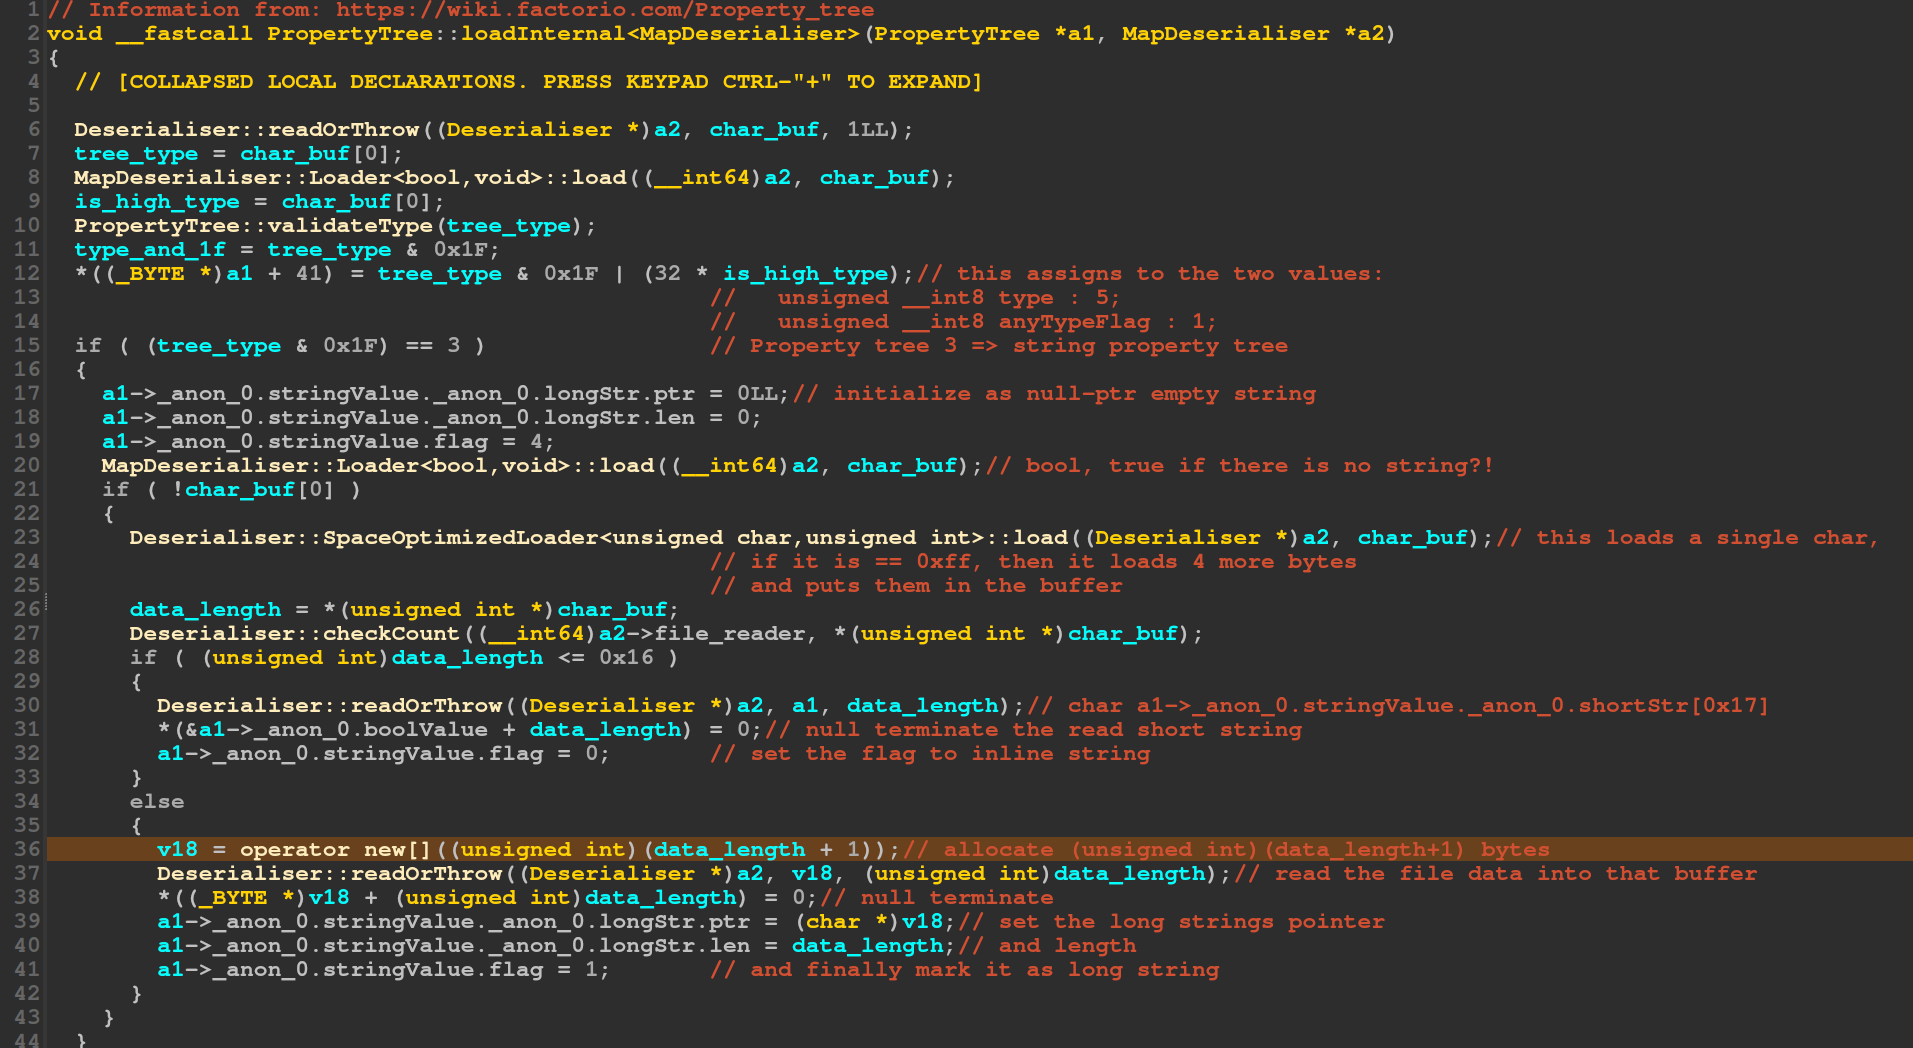 1 // Information from: https://wiki.factorio.com/Property_tree
2 void __fastcall PropertyTree::loadInternal<MapDeserialiser>(PropertyTree *a1, MapDeserialiser *a2)
3 {
4   // [COLLAPSED LOCAL DECLARATIONS. PRESS KEYPAD CTRL-"+" TO EXPAND]
5
6   Deserialiser::readOrThrow((Deserialiser *)a2, char_buf, 1LL);
7   tree_type = char_buf[0];
8   MapDeserialiser::Loader<bool,void>::load((__int64)a2, char_buf);
9   is_high_type = char_buf[0];
10   PropertyTree::validateType(tree_type);
11   type_and_1f = tree_type & 0x1F;
12   *((_BYTE *)a1 + 41) = tree_type & 0x1F | (32 * is_high_type);// this assigns to the two values:
13                                                 //   unsigned __int8 type : 5;
14                                                 //   unsigned __int8 anyTypeFlag : 1;
15   if ( (tree_type & 0x1F) == 3 )                // Property tree 3 => string property tree
16   {
17     a1->_anon_0.stringValue._anon_0.longStr.ptr = 0LL;// initialize as null-ptr empty string
18     a1->_anon_0.stringValue._anon_0.longStr.len = 0;
19     a1->_anon_0.stringValue.flag = 4;
20     MapDeserialiser::Loader<bool,void>::load((__int64)a2, char_buf);// bool, true if there is no string?!
21     if ( !char_buf[0] )
22     {
23       Deserialiser::SpaceOptimizedLoader<unsigned char,unsigned int>::load((Deserialiser *)a2, char_buf);// this loads a single char,
24                                                 // if it is == 0xff, then it loads 4 more bytes
25                                                 // and puts them in the buffer
26       data_length = *(unsigned int *)char_buf;
27       Deserialiser::checkCount((__int64)a2->file_reader, *(unsigned int *)char_buf);
28       if ( (unsigned int)data_length <= 0x16 )
29       {
30         Deserialiser::readOrThrow((Deserialiser *)a2, a1, data_length);// char a1->_anon_0.stringValue._anon_0.shortStr[0x17]
31         *(&a1->_anon_0.boolValue + data_length) = 0;// null terminate the read short string
32         a1->_anon_0.stringValue.flag = 0;       // set the flag to inline string
33       }
34       else
35       {
36         v18 = operator new[]((unsigned int)(data_length + 1));// allocate (unsigned int)(data_length+1) bytes
37         Deserialiser::readOrThrow((Deserialiser *)a2, v18, (unsigned int)data_length);// read the file data into that buffer
38         *((_BYTE *)v18 + (unsigned int)data_length) = 0;// null terminate
39         a1->_anon_0.stringValue._anon_0.longStr.ptr = (char *)v18;// set the long strings pointer
40         a1->_anon_0.stringValue._anon_0.longStr.len = data_length;// and length
41         a1->_anon_0.stringValue.flag = 1;       // and finally mark it as long string
42       }
43     }
44   }